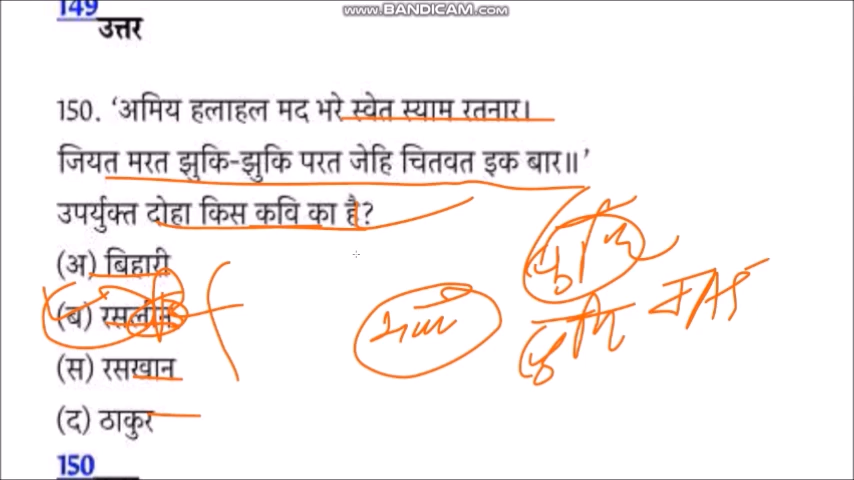 www.BANDICAM.com
149
उत्तर
150. ‘अमिय हलाहल मद भरे स्वेत स्याम रतनार।
जियत मरत झुकि-झुकि परत जेहि चितवत इक बार॥’
उपर्युक्त दोहा किस कवि का है?
(अ) बिहारी
(ब) रसलीन
(स) रसखान
(द) ठाकुर
150